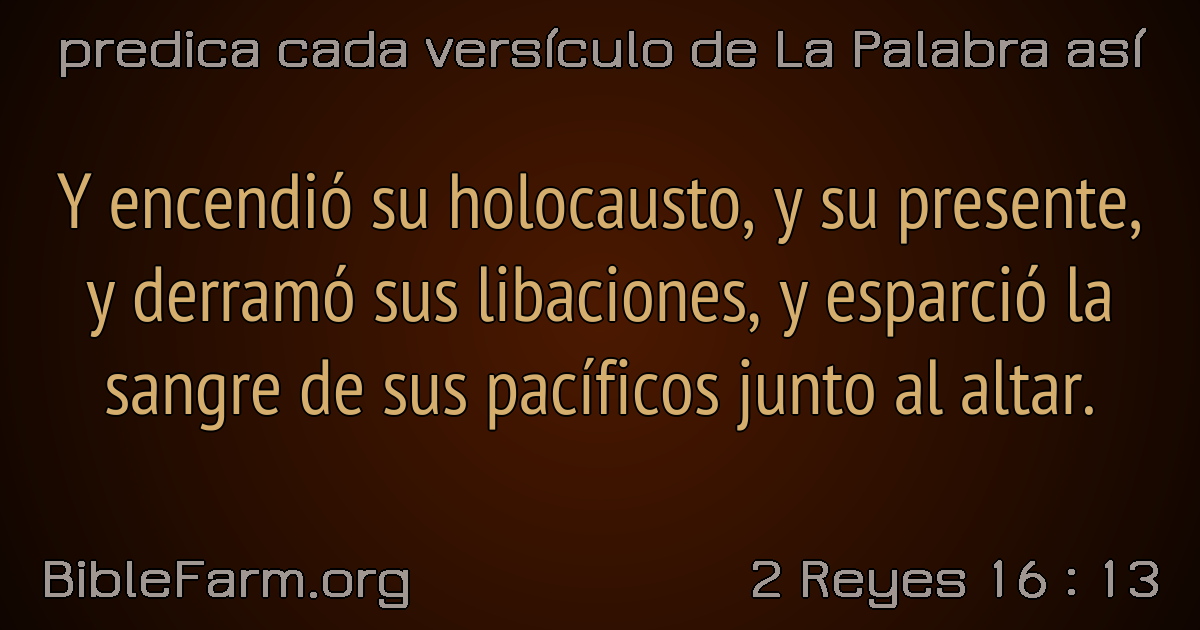 predica cada versículo de La Palabra así
Y encendió su holocausto, y su presente,
y derramó sus libaciones, y esparció la
sangre de sus pacíficos junto al altar.
BibleFarm.org
2 Reyes 16 : 13